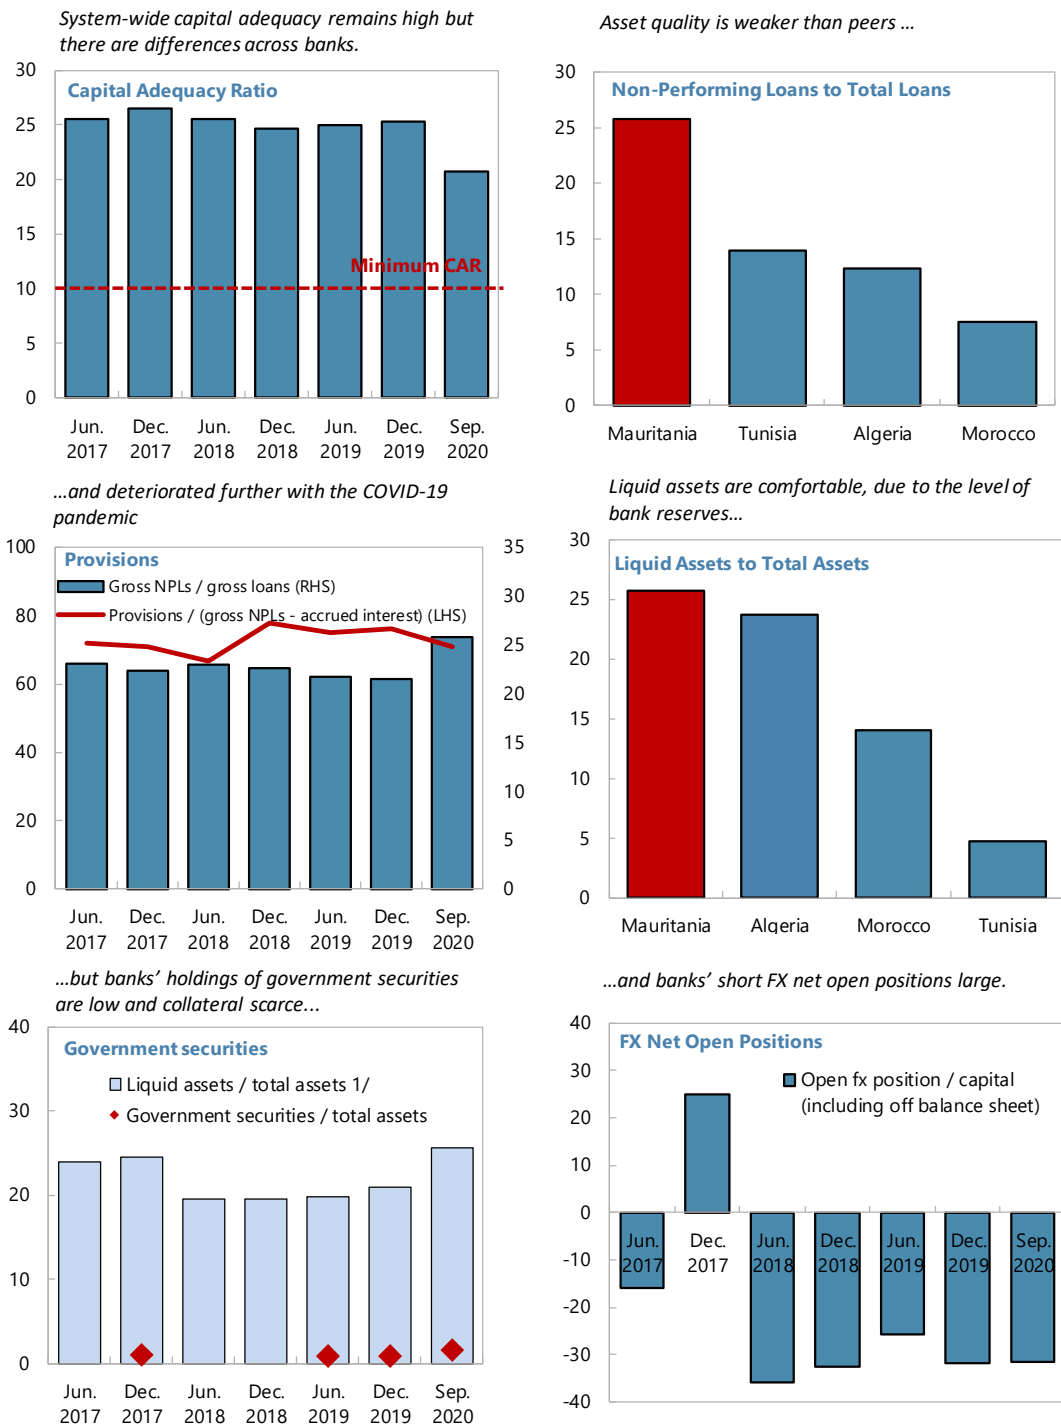 System-wide capital adequacy remains high but
there are differences across banks.
Capital Adequacy Ratio
30
25
20
15
10
5
0
Minimum CAR
Jun. Dec. Jun. Dec. Jun. Dec. Sep.
2017 2017 2018 2018 2019 2019 2020
Asset quality is weaker than peers ...
Non-Performing Loans to Total Loans
30
25
20
15
10
5
0
Mauritania Tunisia Algeria Morocco
...and deteriorated further with the COVID-19
pandemic
Provisions
Gross NPLs / gross loans (RHS)
Provisions / (gross NPLs - accrued interest) (LHS)
100
80
60
40
20
0
35
30
25
20
15
10
5
0
Jun. Dec. Jun. Dec. Jun. Dec. Sep.
2017 2017 2018 2018 2019 2019 2020
Liquid assets are comfortable, due to the level of
bank reserves...
Liquid Assets to Total Assets
30
25
20
15
10
5
0
Mauritania Algeria Morocco Tunisia
...but banks' holdings of government securities
are low and collateral scarce...
Government securities
Liquid assets / total assets 1/
Government securities / total assets
40
30
20
10
0
Jun. Dec. Jun. Dec. Jun. Dec. Sep.
2017 2017 2018 2018 2019 2019 2020
...and banks' short FX net open positions large.
FX Net Open Positions
Open fx position / capital
(including off balance sheet)
40
30
20
10
0
-10
-20
-30
-40
Jun. Dec. Jun. Dec. Jun. Dec. Sep.
2017 2017 2018 2018 2019 2019 2020